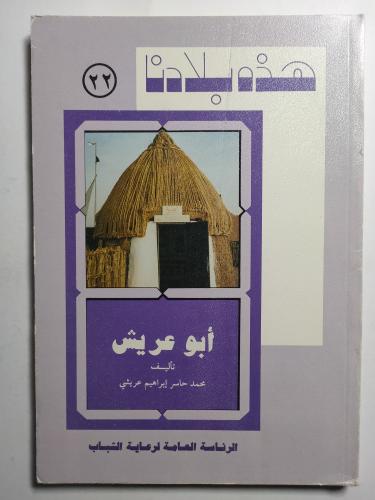 هذه بلادنا
٢٢
أبو عريش
تأليف
محمد حاسر إبراهيم عريشي
الرئاسة العامة لرعاية الشباب